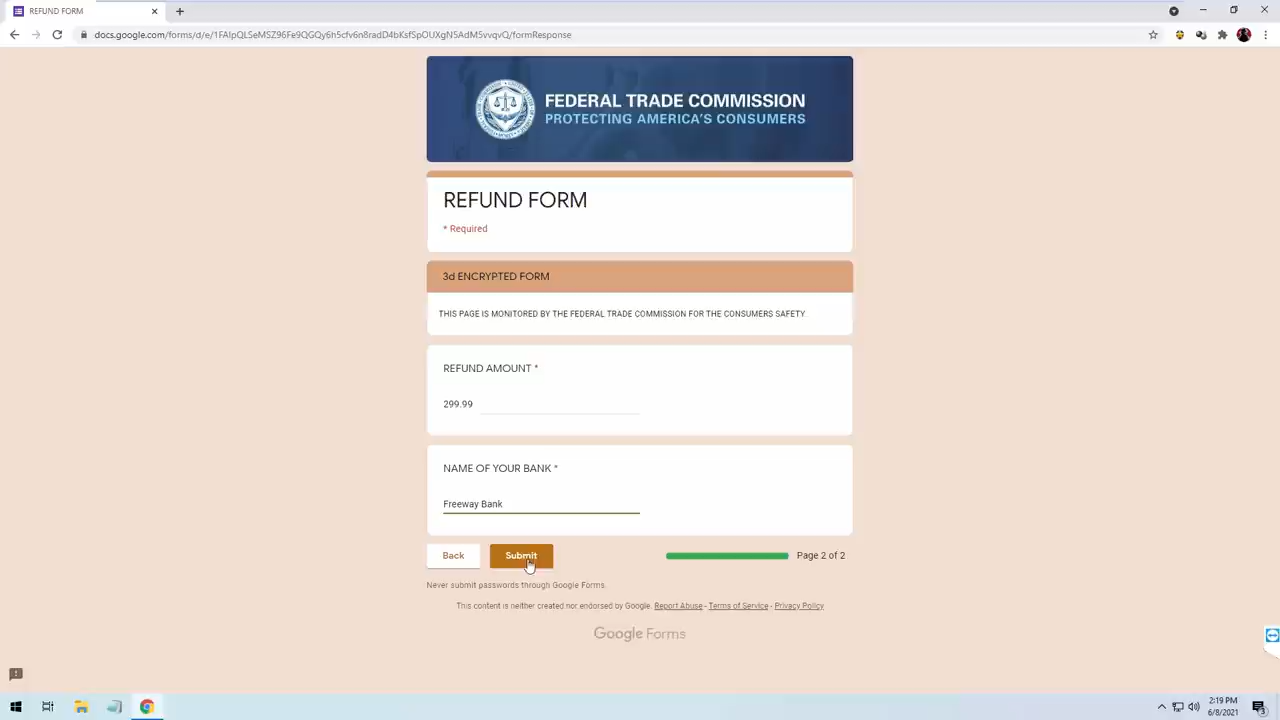 REFUND FORM
docs.google.com/forms/d/e/1FAIpQLSeMSZ96Fe9QGQy6h5cfv6n8radD4bKsfSpOUXgN5AdM5vvqvQ/formResponse
FEDERAL TRADE COMMISSION
PROTECTING AMERICA'S CONSUMERS
REFUND FORM
* Required
3d ENCRYPTED FORM
THIS PAGE IS MONITORED BY THE FEDERAL TRADE COMMISSION FOR THE CONSUMERS SAFETY.
REFUND AMOUNT *
299.99
NAME OF YOUR BANK *
Freeway Bank
Back Submit Page 2 of 2
Never submit passwords through Google Forms.
This content is neither created nor endorsed by Google. Report Abuse - Terms of Service - Privacy Policy
Google Forms
2:19 PM
6/8/2021